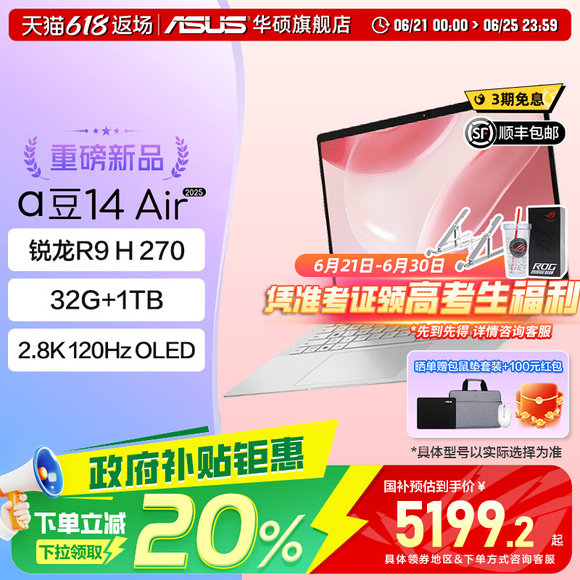 天猫618返场 ASUS 华硕旗舰店 06/21 00:00 > 06/25 23:59
3期免息
SF 顺丰包邮
重磅新品
a豆14 Air 2025
锐龙R9 H 270
32G+1TB
2.8K 120Hz OLED
ROG
6月21日-6月30日
凭准考证领高考生福利
*先到先得 详情咨询客服
晒单赠包鼠垫套装+100元红包
*具体型号以实际选择为准
政府补贴钜惠
下单立减
下拉领取
20%
国补预估到手价
5199.2起
具体领券地区&下单方式咨询客服